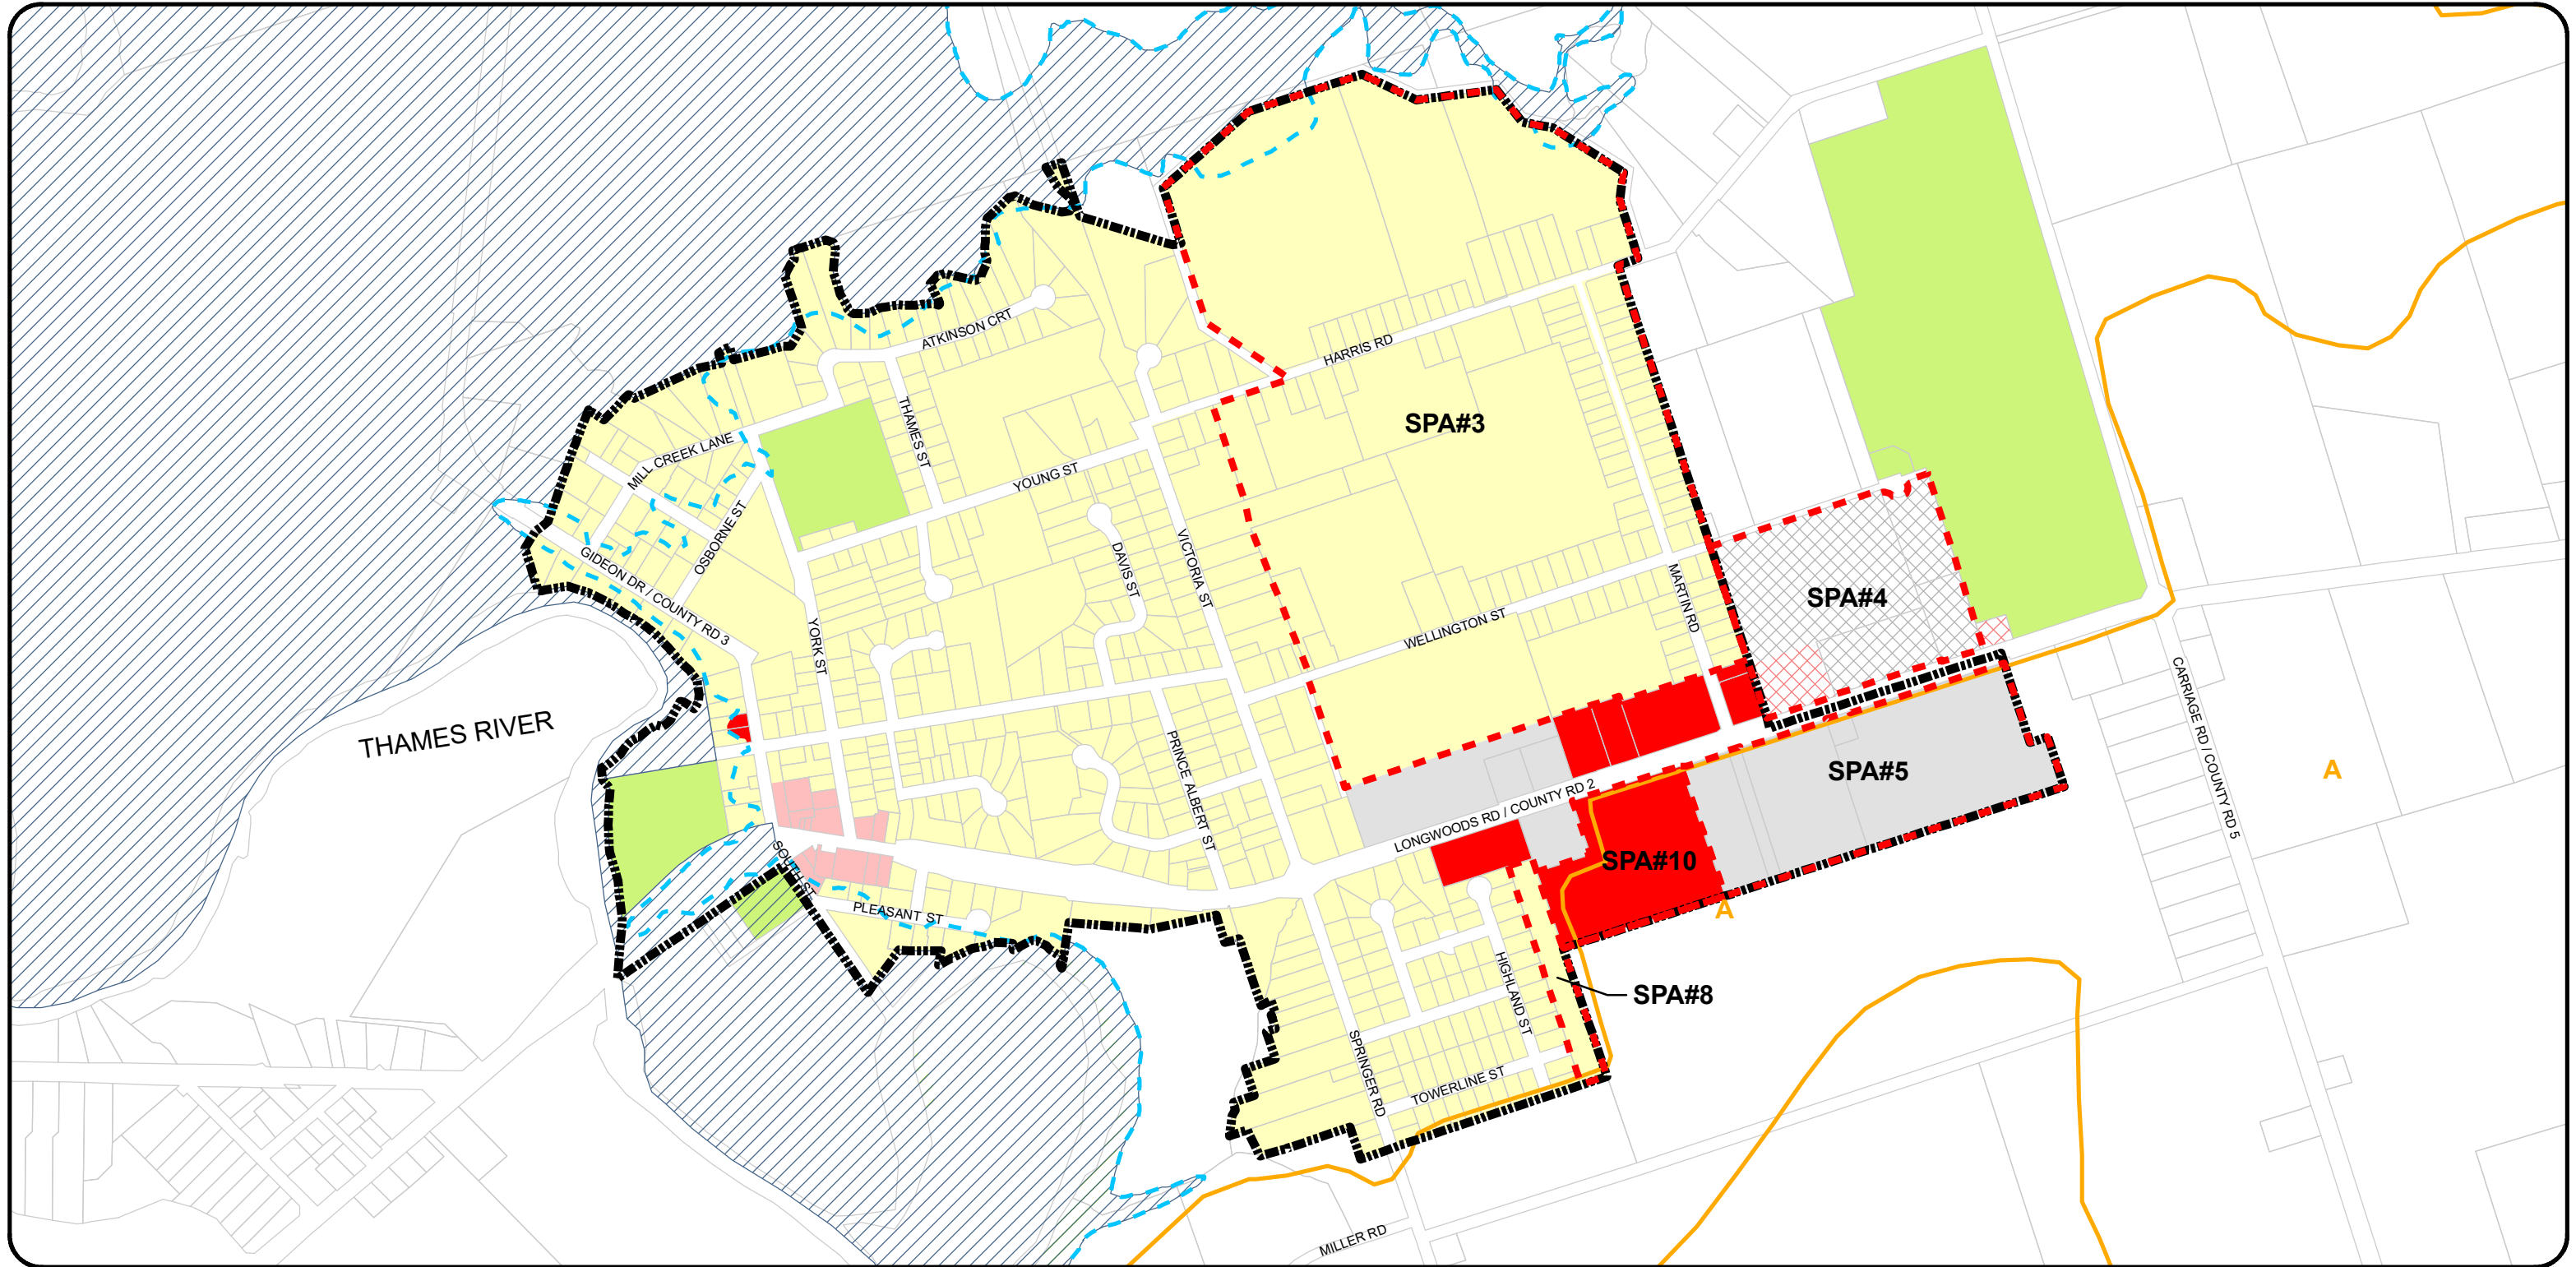 ATKINSON CRT
HARRIS RD
THAMES ST
SPA#3
MILL CREEK LANE
YOUNG ST
OSBORNE ST
DAVIS ST
VICTORIA ST
GIDEON DR / COUNTY RD 3
MARTIN RD
SPA#4
YORK ST
WELLINGTON ST
CARRIAGE RD / COUNTY RD 5
THAMES RIVER
PRINCE ALBERT ST
SPA#5
A
LONGWOODS RD / COUNTY RD 2
SOUTH ST
SPA#10
PLEASANT ST
A
HIGHLAND ST
SPA#8
SPRINGER RD
TOWERLINE ST
MILLER RD